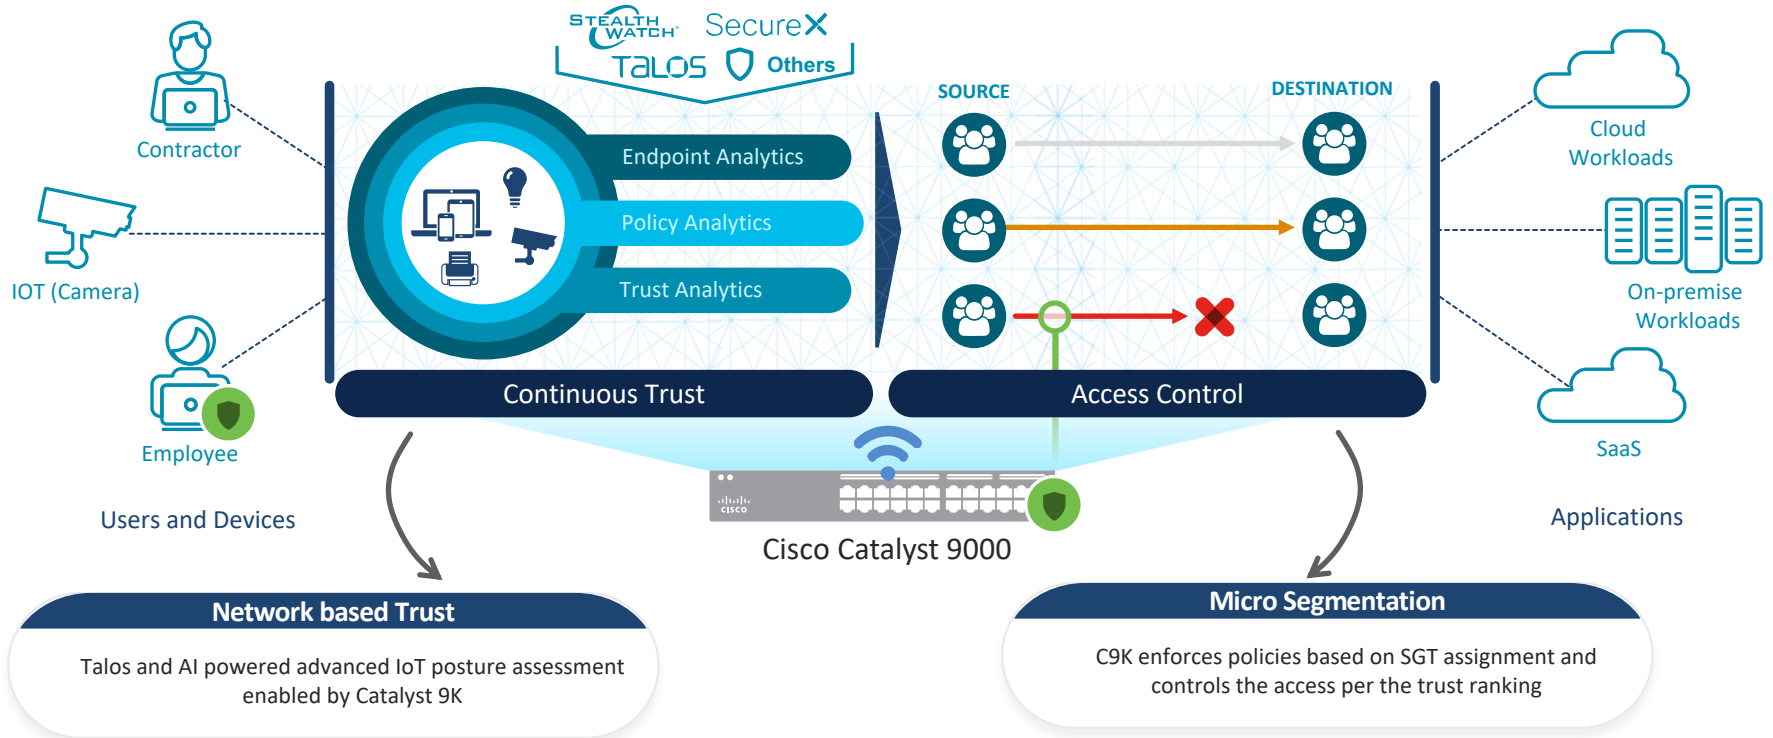 STEALTH
WATCH
SecureX
TALOS
Others
SOURCE
DESTINATION
Contractor
IOT (Camera)
Employee
Users and Devices
Endpoint Analytics
Policy Analytics
Trust Analytics
Continuous Trust
Access Control
Cloud
Workloads
On-premise
Workloads
SaaS
Applications
CISCO
Cisco Catalyst 9000
Network based Trust
Talos and AI powered advanced IoT posture assessment
enabled by Catalyst 9K
Micro Segmentation
C9K enforces policies based on SGT assignment and
controls the access per the trust ranking